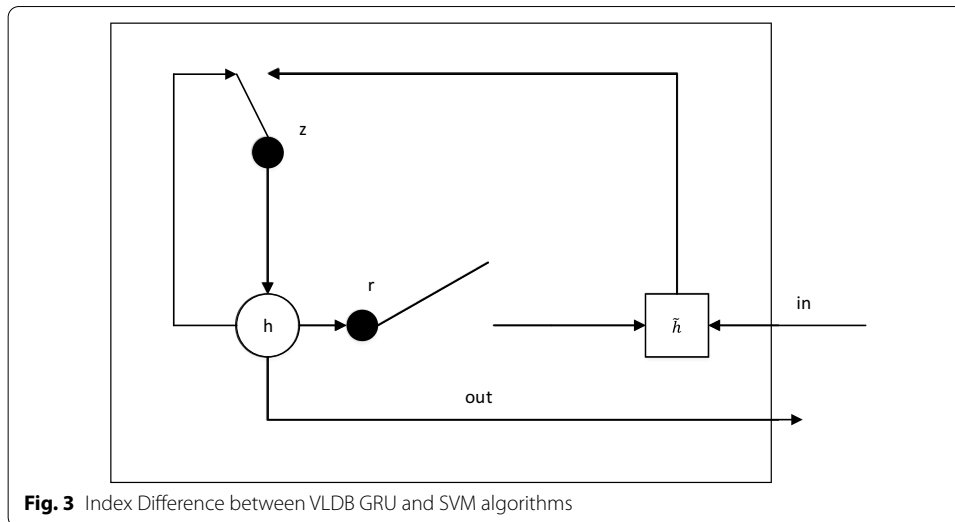 z
r
h
h̃
in
out
Fig. 3 Index Difference between VLDB GRU and SVM algorithms